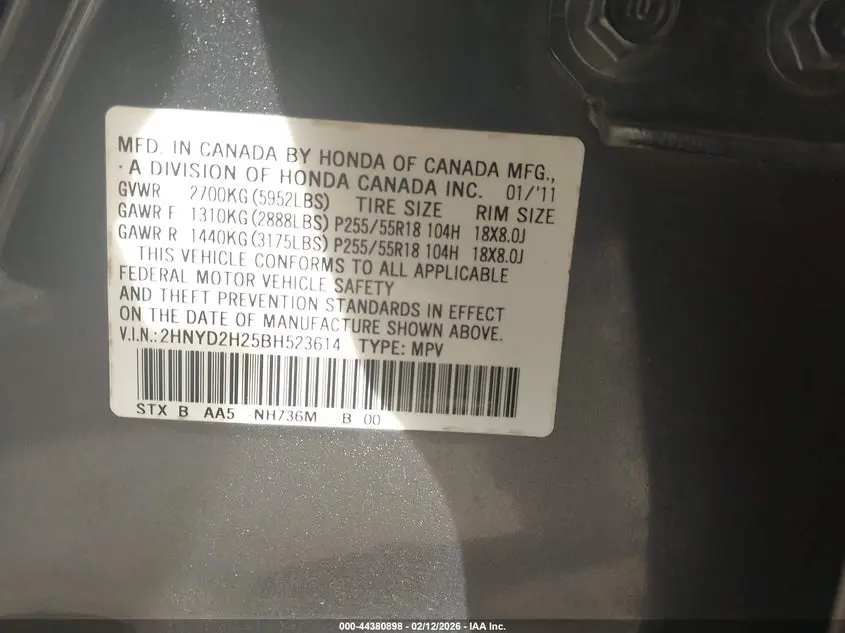 MFD. IN CANADA BY HONDA OF CANADA MFG.,
· A DIVISION OF HONDA CANADA INC. 01/'11
GVWR 2700KG(5952LBS) TIRE SIZE RIM SIZE
GAWR F 1310KG(2888LBS) P255/55R18 104H 18X8.0J
GAWR R 1440KG(3175LBS) P255/55R18 104H 18X8.0J
THIS VEHICLE CONFORMS TO ALL APPLICABLE
FEDERAL MOTOR VEHICLE SAFETY
AND THEFT PREVENTION STANDARDS IN EFFECT
ON THE DATE OF MANUFACTURE SHOWN ABOVE.
V.I.N.:2HNYD2H25BH523614 TYPE: MPV
STX B AA5 NH736M B 00
000-44380898 - 02/12/2026 - IAA Inc.